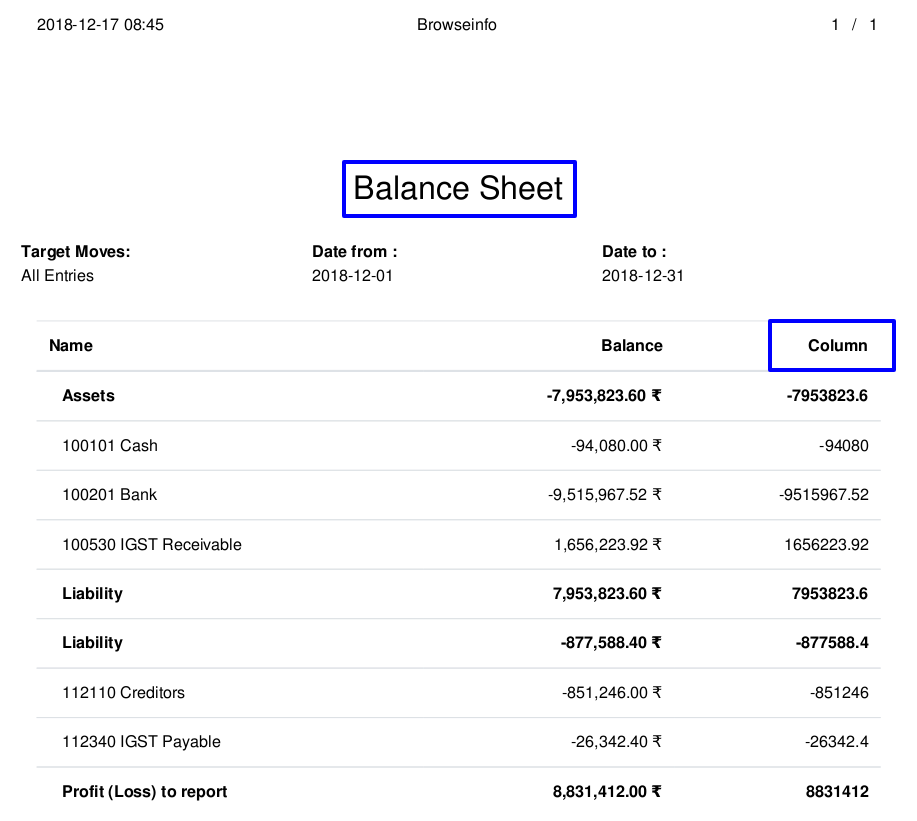 2018-12-17 08:45 Browseinfo 1 / 1
Balance Sheet
Target Moves: Date from : Date to :
All Entries 2018-12-01 2018-12-31
Name Balance Column
Assets -7,953,823.60 ₹ -7953823.6
100101 Cash -94,080.00 ₹ -94080
100201 Bank -9,515,967.52 ₹ -9515967.52
100530 IGST Receivable 1,656,223.92 ₹ 1656223.92
Liability 7,953,823.60 ₹ 7953823.6
Liability -877,588.40 ₹ -877588.4
112110 Creditors -851,246.00 ₹ -851246
112340 IGST Payable -26,342.40 ₹ -26342.4
Profit (Loss) to report 8,831,412.00 ₹ 8831412